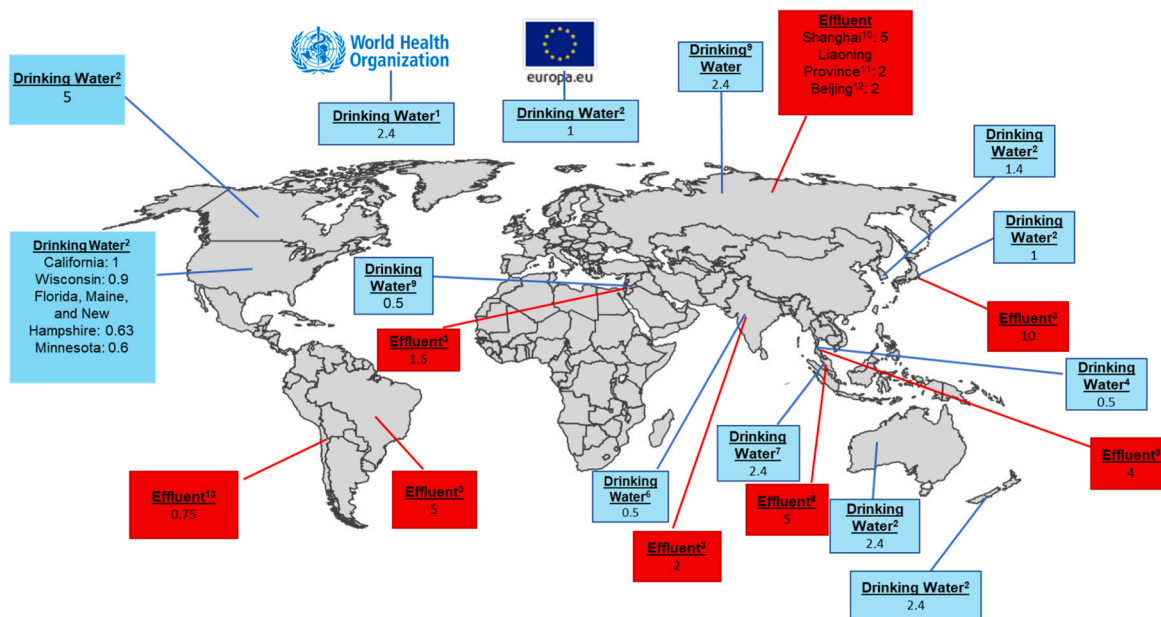 World Health
Organization
europa.eu
Drinking Water²
5
Drinking Water¹
2.4
Drinking Water²
1
Drinking⁹
Water
2.4
Effluent
Shanghai¹⁰: 5
Liaoning
Province¹¹: 2
Beijing¹²: 2
Drinking
Water²
1.4
Drinking
Water²
1
Drinking Water²
California: 1
Wisconsin: 0.9
Florida, Maine,
and New
Hampshire: 0.63
Minnesota: 0.6
Drinking
Water⁹
0.5
Effluent³
1.5
Effluent³
10
Drinking
Water⁴
0.5
Drinking
Water⁷
2.4
Effluent³
4
Effluent¹³
0.75
Effluent³
5
Drinking
Water⁶
0.5
Effluent⁸
5
Drinking
Water²
2.4
Effluent³
2
Drinking Water²
2.4